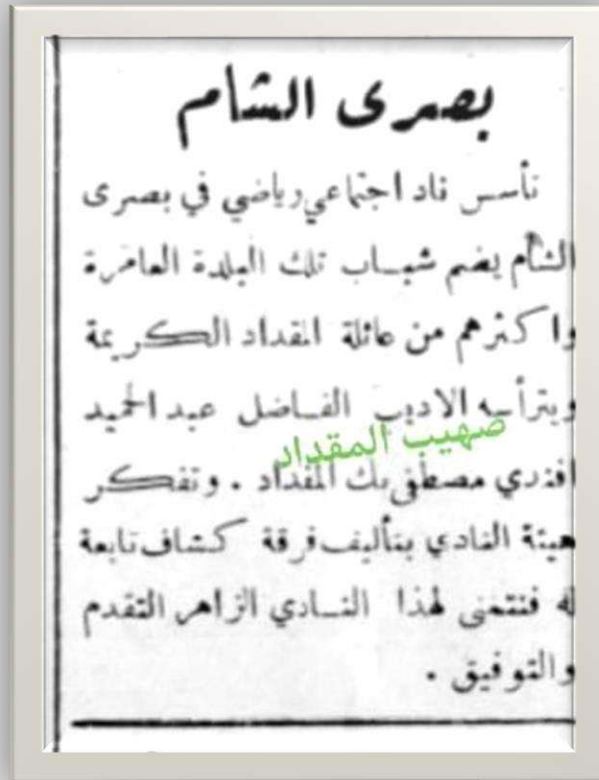 بصرى الشام
تأسس ناد اجتماعي رياضي في بصرى
الشام يضم شباب تلك البلدة العامرة
واكثرهم من عائلة المقداد الكريمة
ويترأسه الاديب الفاضل عبد الحميد
صهيب المقداد
افندي مصطفى بك المقداد . وتفكر
هيئة النادي بتأليف فرقة كشاف تابعة
له فنتمنى لهذا النادي الزاهر التقدم
والتوفيق .